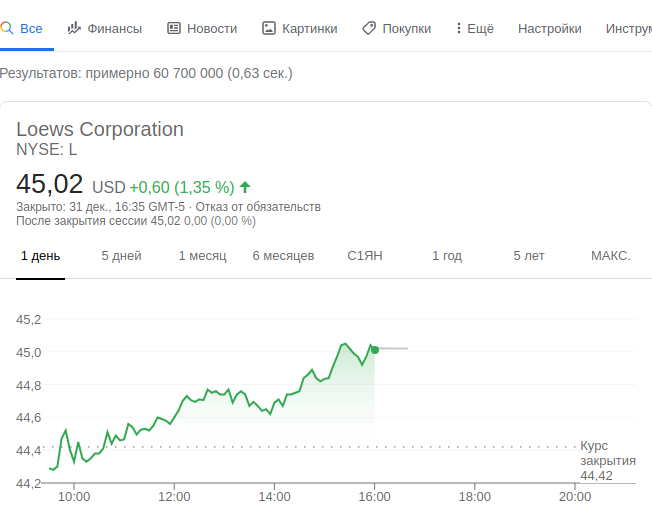 Все Финансы Новости Картинки Покупки Ещё Настройки
Результатов: примерно 60 700 000 (0,63 сек.)
Loews Corporation
NYSE: L
45,02 USD +0,60 (1,35 %)
Закрыто: 31 дек., 16:35 GMT-5 · Отказ от обязательств
После закрытия сессии 45,02 0,00 (0,00 %)
1 день 5 дней 1 месяц 6 месяцев С1ЯН 1 год 5 лет МАКС.
45,2
45,0
44,8
44,6
44,4
44,2
Курс
закрытия
44,42
10:00 12:00 14:00 16:00 18:00 20:00